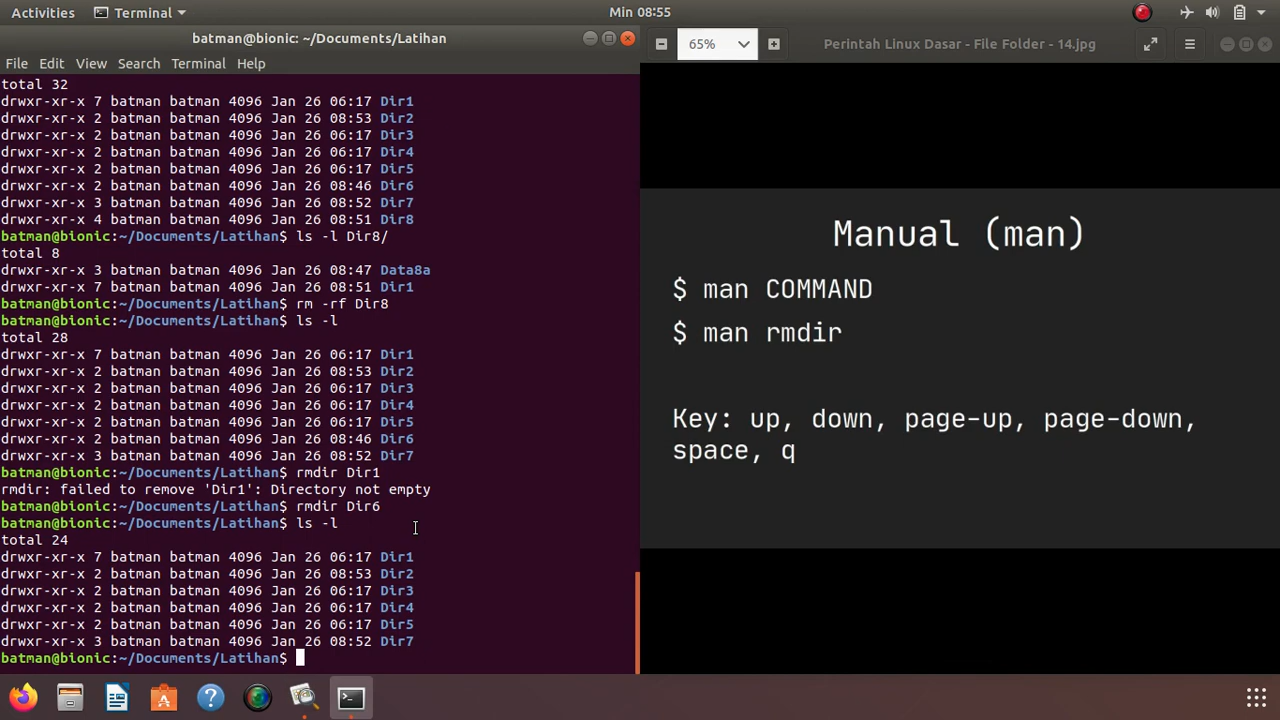 Activities
Terminal
Min 08:55
batman@bionic: ~/Documents/Latihan
File Edit View Search Terminal Help
total 32
drwxr-xr-x 7 batman batman 4096 Jan 26 06:17 Dir1
drwxr-xr-x 2 batman batman 4096 Jan 26 08:53 Dir2
drwxr-xr-x 2 batman batman 4096 Jan 26 06:17 Dir3
drwxr-xr-x 2 batman batman 4096 Jan 26 06:17 Dir4
drwxr-xr-x 2 batman batman 4096 Jan 26 06:17 Dir5
drwxr-xr-x 2 batman batman 4096 Jan 26 08:46 Dir6
drwxr-xr-x 3 batman batman 4096 Jan 26 08:52 Dir7
drwxr-xr-x 4 batman batman 4096 Jan 26 08:51 Dir8
batman@bionic:~/Documents/Latihan$ ls -l Dir8/
total 8
drwxr-xr-x 3 batman batman 4096 Jan 26 08:47 Data8a
drwxr-xr-x 7 batman batman 4096 Jan 26 08:51 Dir1
batman@bionic:~/Documents/Latihan$ rm -rf Dir8
batman@bionic:~/Documents/Latihan$ ls -l
total 28
drwxr-xr-x 7 batman batman 4096 Jan 26 06:17 Dir1
drwxr-xr-x 2 batman batman 4096 Jan 26 08:53 Dir2
drwxr-xr-x 2 batman batman 4096 Jan 26 06:17 Dir3
drwxr-xr-x 2 batman batman 4096 Jan 26 06:17 Dir4
drwxr-xr-x 2 batman batman 4096 Jan 26 06:17 Dir5
drwxr-xr-x 2 batman batman 4096 Jan 26 08:46 Dir6
drwxr-xr-x 3 batman batman 4096 Jan 26 08:52 Dir7
batman@bionic:~/Documents/Latihan$ rmdir Dir1
rmdir: failed to remove 'Dir1': Directory not empty
batman@bionic:~/Documents/Latihan$ rmdir Dir6
batman@bionic:~/Documents/Latihan$ ls -l
total 24
drwxr-xr-x 7 batman batman 4096 Jan 26 06:17 Dir1
drwxr-xr-x 2 batman batman 4096 Jan 26 08:53 Dir2
drwxr-xr-x 2 batman batman 4096 Jan 26 06:17 Dir3
drwxr-xr-x 2 batman batman 4096 Jan 26 06:17 Dir4
drwxr-xr-x 2 batman batman 4096 Jan 26 06:17 Dir5
drwxr-xr-x 3 batman batman 4096 Jan 26 08:52 Dir7
batman@bionic:~/Documents/Latihan$
65%
Perintah Linux Dasar - File Folder - 14.jpg
Manual (man)
$ man COMMAND
$ man rmdir
Key: up, down, page-up, page-down,
space, q